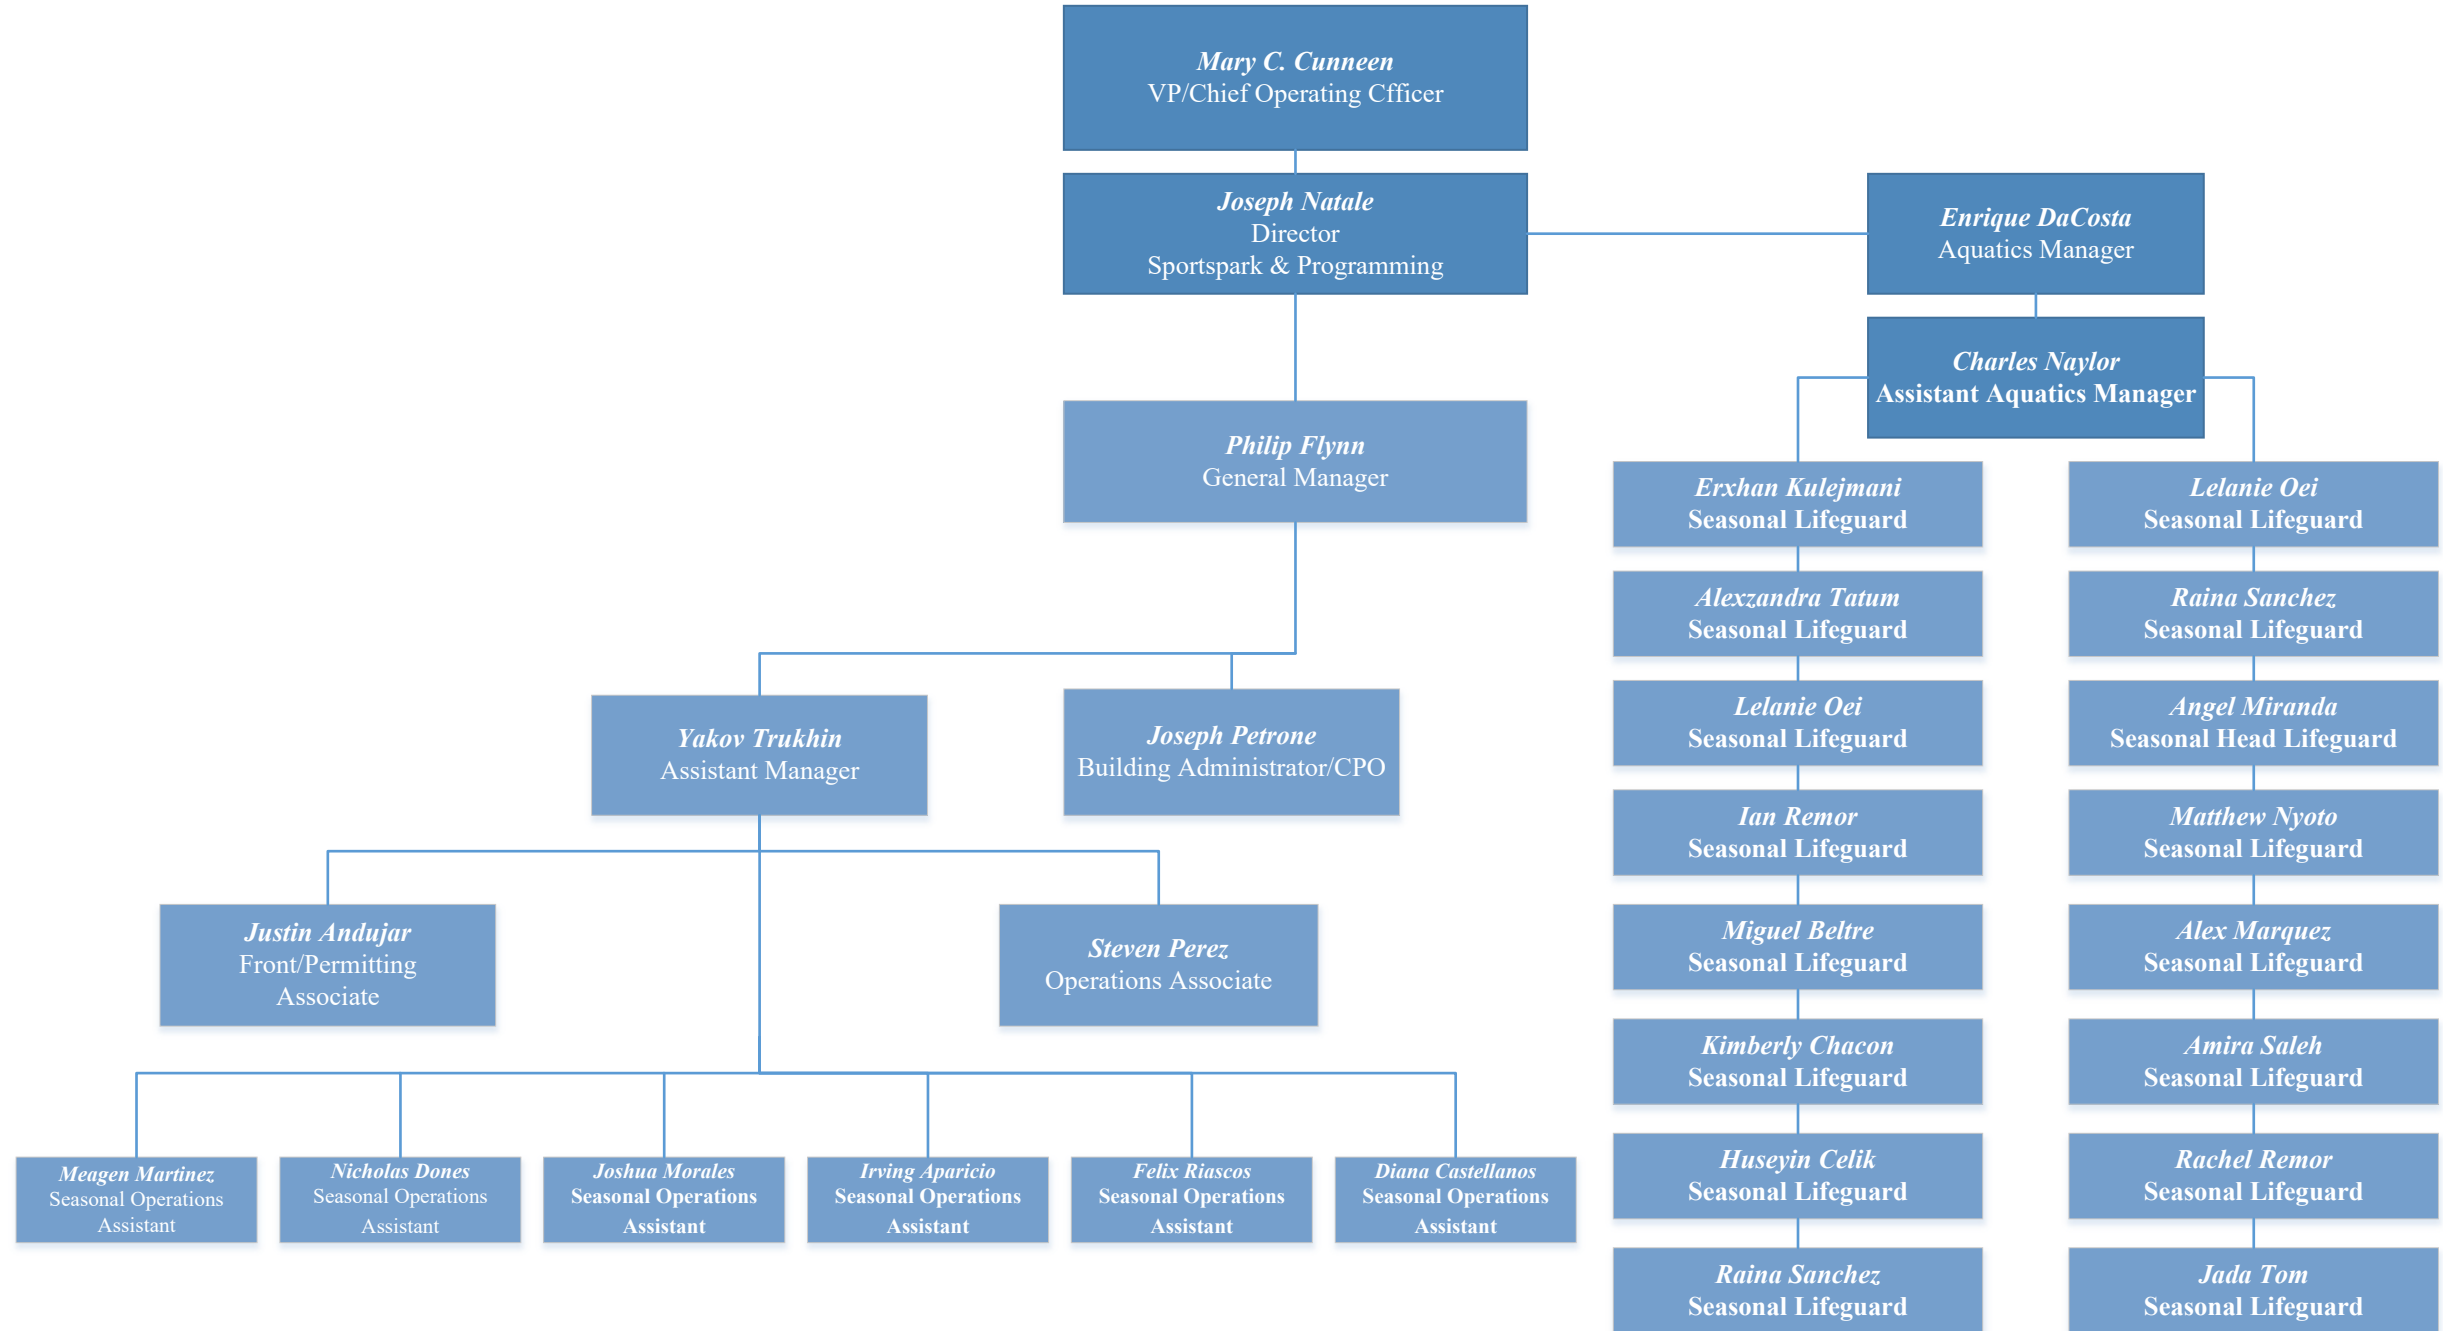 Mary C. Cunneen
VP/Chief Operating Cfficer
Joseph Natale
Director
Sportspark & Programming
Enrique DaCosta
Aquatics Manager
Charles Naylor
Assistant Aquatics Manager
Philip Flynn
General Manager
Yakov Trukhin
Assistant Manager
Joseph Petrone
Building Administrator/CPO
Justin Andujar
Front/Permitting
Associate
Steven Perez
Operations Associate
Meagen Martinez
Seasonal Operations
Assistant
Nicholas Dones
Seasonal Operations
Assistant
Joshua Morales
Seasonal Operations
Assistant
Irving Aparicio
Seasonal Operations
Assistant
Felix Riascos
Seasonal Operations
Assistant
Diana Castellanos
Seasonal Operations
Assistant
Erxhan Kulejmani
Seasonal Lifeguard
Alexzandra Tatum
Seasonal Lifeguard
Lelanie Oei
Seasonal Lifeguard
Ian Remor
Seasonal Lifeguard
Miguel Beltre
Seasonal Lifeguard
Kimberly Chacon
Seasonal Lifeguard
Huseyin Celik
Seasonal Lifeguard
Raina Sanchez
Seasonal Lifeguard
Lelanie Oei
Seasonal Lifeguard
Raina Sanchez
Seasonal Lifeguard
Angel Miranda
Seasonal Head Lifeguard
Matthew Nyoto
Seasonal Lifeguard
Alex Marquez
Seasonal Lifeguard
Amira Saleh
Seasonal Lifeguard
Rachel Remor
Seasonal Lifeguard
Jada Tom
Seasonal Lifeguard